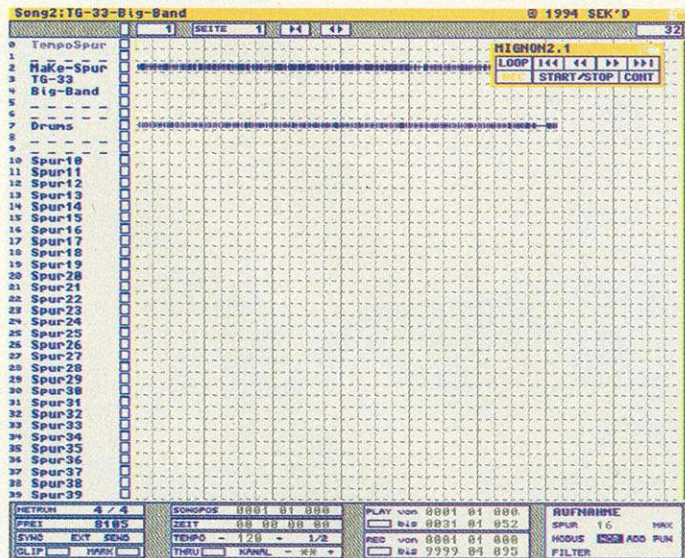 Song2:TG-33-Big-Band © 1994 SEK'D
1 SEITE 1 32
MIGNON2.1
LOOP
REC START/STOP CONT
0 TempoSpur
1 _ _ _ _ _
2 MaKe-Spur
3 TG-33
4 Big-Band
5 _ _ _ _ _
6 _ _ _ _ _
7 Drums
8 _ _ _ _ _
9 _ _ _ _ _
10 Spur10
11 Spur11
12 Spur12
13 Spur13
14 Spur14
15 Spur15
16 Spur16
17 Spur17
18 Spur18
19 Spur19
20 Spur20
21 Spur21
22 Spur22
23 Spur23
24 Spur24
25 Spur25
26 Spur26
27 Spur27
28 Spur28
29 Spur29
30 Spur30
31 Spur31
32 Spur32
33 Spur33
34 Spur34
35 Spur35
36 Spur36
37 Spur37
38 Spur38
39 Spur39
METRUM 4/4
FREI 8105
SYNC EXT SEND
CLIP MARK
SONGPOS 0001 01 000
ZEIT 00 00 00 00
TEMPO - 120 + 1/2
THRU KANAL - ** +
PLAY von 0001 01 000
bis 0031 01 052
REC von 0001 01 000
bis 9999 04 095
AUFNAHME
SPUR 16 MAX
MODUS ADD PUN
FILTER